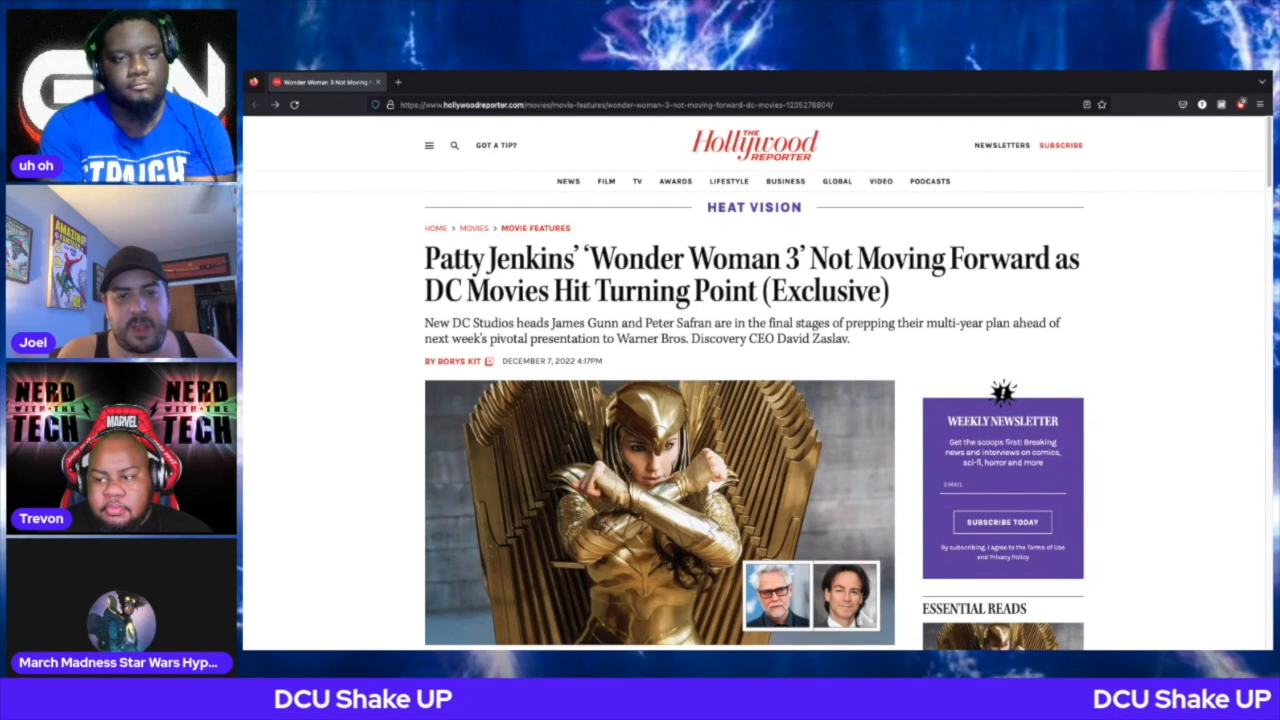 uh oh
Joel
NERD
WITH THE
TECH
NERD
WITH THE
TECH
MARVEL
Trevon
March Madness Star Wars Hyp...
STRAIGHT
AMAZING
Wonder Woman 3 Not Moving F
https://www.hollywoodreporter.com/movies/movie-features/wonder-woman-3-not-moving-forward-dc-movies-1235276804/
GOT A TIP?
THE
Hollywood
REPORTER
NEWSLETTERS SUBSCRIBE
NEWS FILM TV AWARDS LIFESTYLE BUSINESS GLOBAL VIDEO PODCASTS
HEAT VISION
HOME > MOVIES > MOVIE FEATURES
Patty Jenkins’ ‘Wonder Woman 3’ Not Moving Forward as
DC Movies Hit Turning Point (Exclusive)
New DC Studios heads James Gunn and Peter Safran are in the final stages of prepping their multi-year plan ahead of
next week's pivotal presentation to Warner Bros. Discovery CEO David Zaslav.
BY BORYS KIT DECEMBER 7, 2022 4:17PM
WEEKLY NEWSLETTER
Get the scoops first! Breaking
news and interviews on comics,
sci-fi, horror and more
EMAIL
SUBSCRIBE TODAY
By subscribing, I agree to the Terms of Use
and Privacy Policy
ESSENTIAL READS
DCU Shake UP
DCU Shake UP